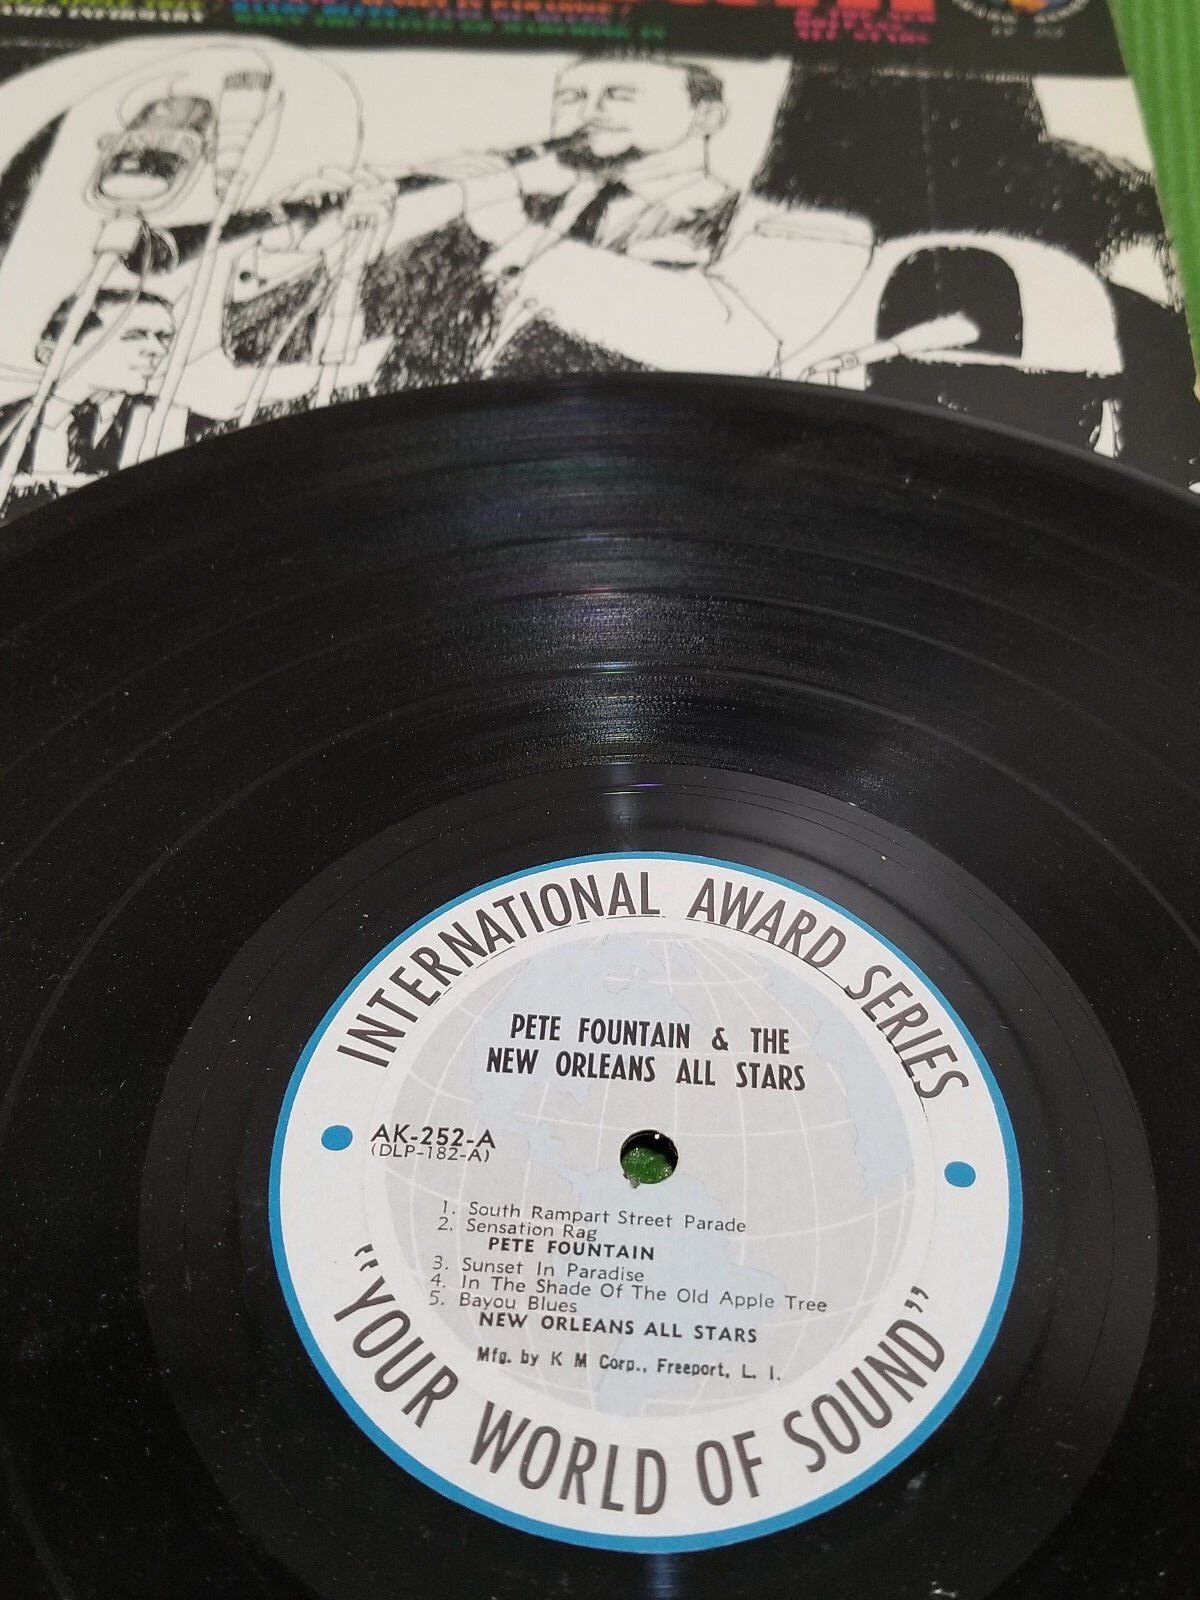 INTERNATIONAL AWARD SERIES
PETE FOUNTAIN & THE
NEW ORLEANS ALL STARS
AK-252-A
(DLP-182-A)
1. South Rampart Street Parade
2. Sensation Rag
PETE FOUNTAIN
3. Sunset In Paradise
4. In The Shade Of The Old Apple Tree
5. Bayou Blues
NEW ORLEANS ALL STARS
Mfg. by K M Corp., Freeport, L. I.
"YOUR WORLD OF SOUND"